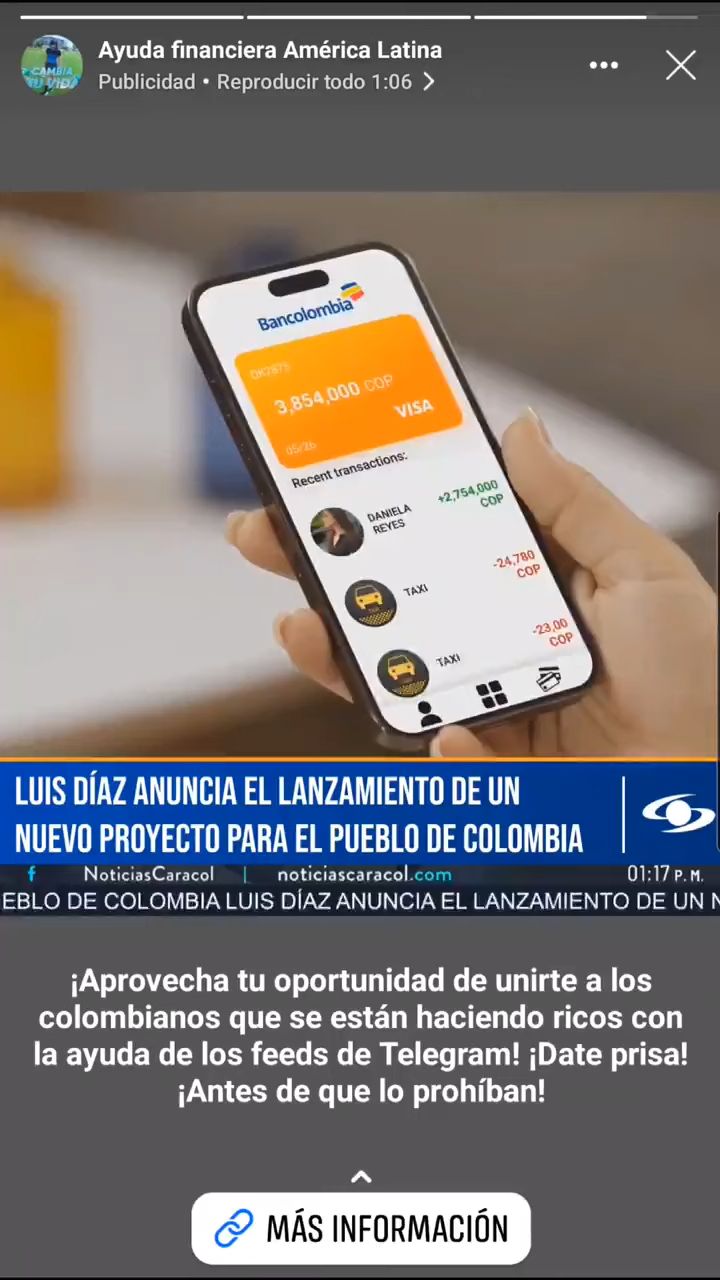 Ayuda financiera América Latina
Publicidad • Reproducir todo 1:06
CAMBIA
TU VIDA
Bancolombia
3,854,000 COP
VISA
05/26
Recent transactions:
DANIELA
REYES
+2,754,000
COP
TAXI
-24,780
COP
TAXI
-23,00
COP
LUIS DÍAZ ANUNCIA EL LANZAMIENTO DE UN
NUEVO PROYECTO PARA EL PUEBLO DE COLOMBIA
NoticiasCaracol | noticiascaracol.com 01:17 P. M.
EBLO DE COLOMBIA LUIS DÍAZ ANUNCIA EL LANZAMIENTO DE UN N
¡Aprovecha tu oportunidad de unirte a los
colombianos que se están haciendo ricos con
la ayuda de los feeds de Telegram! ¡Date prisa!
¡Antes de que lo prohíban!
MÁS INFORMACIÓN